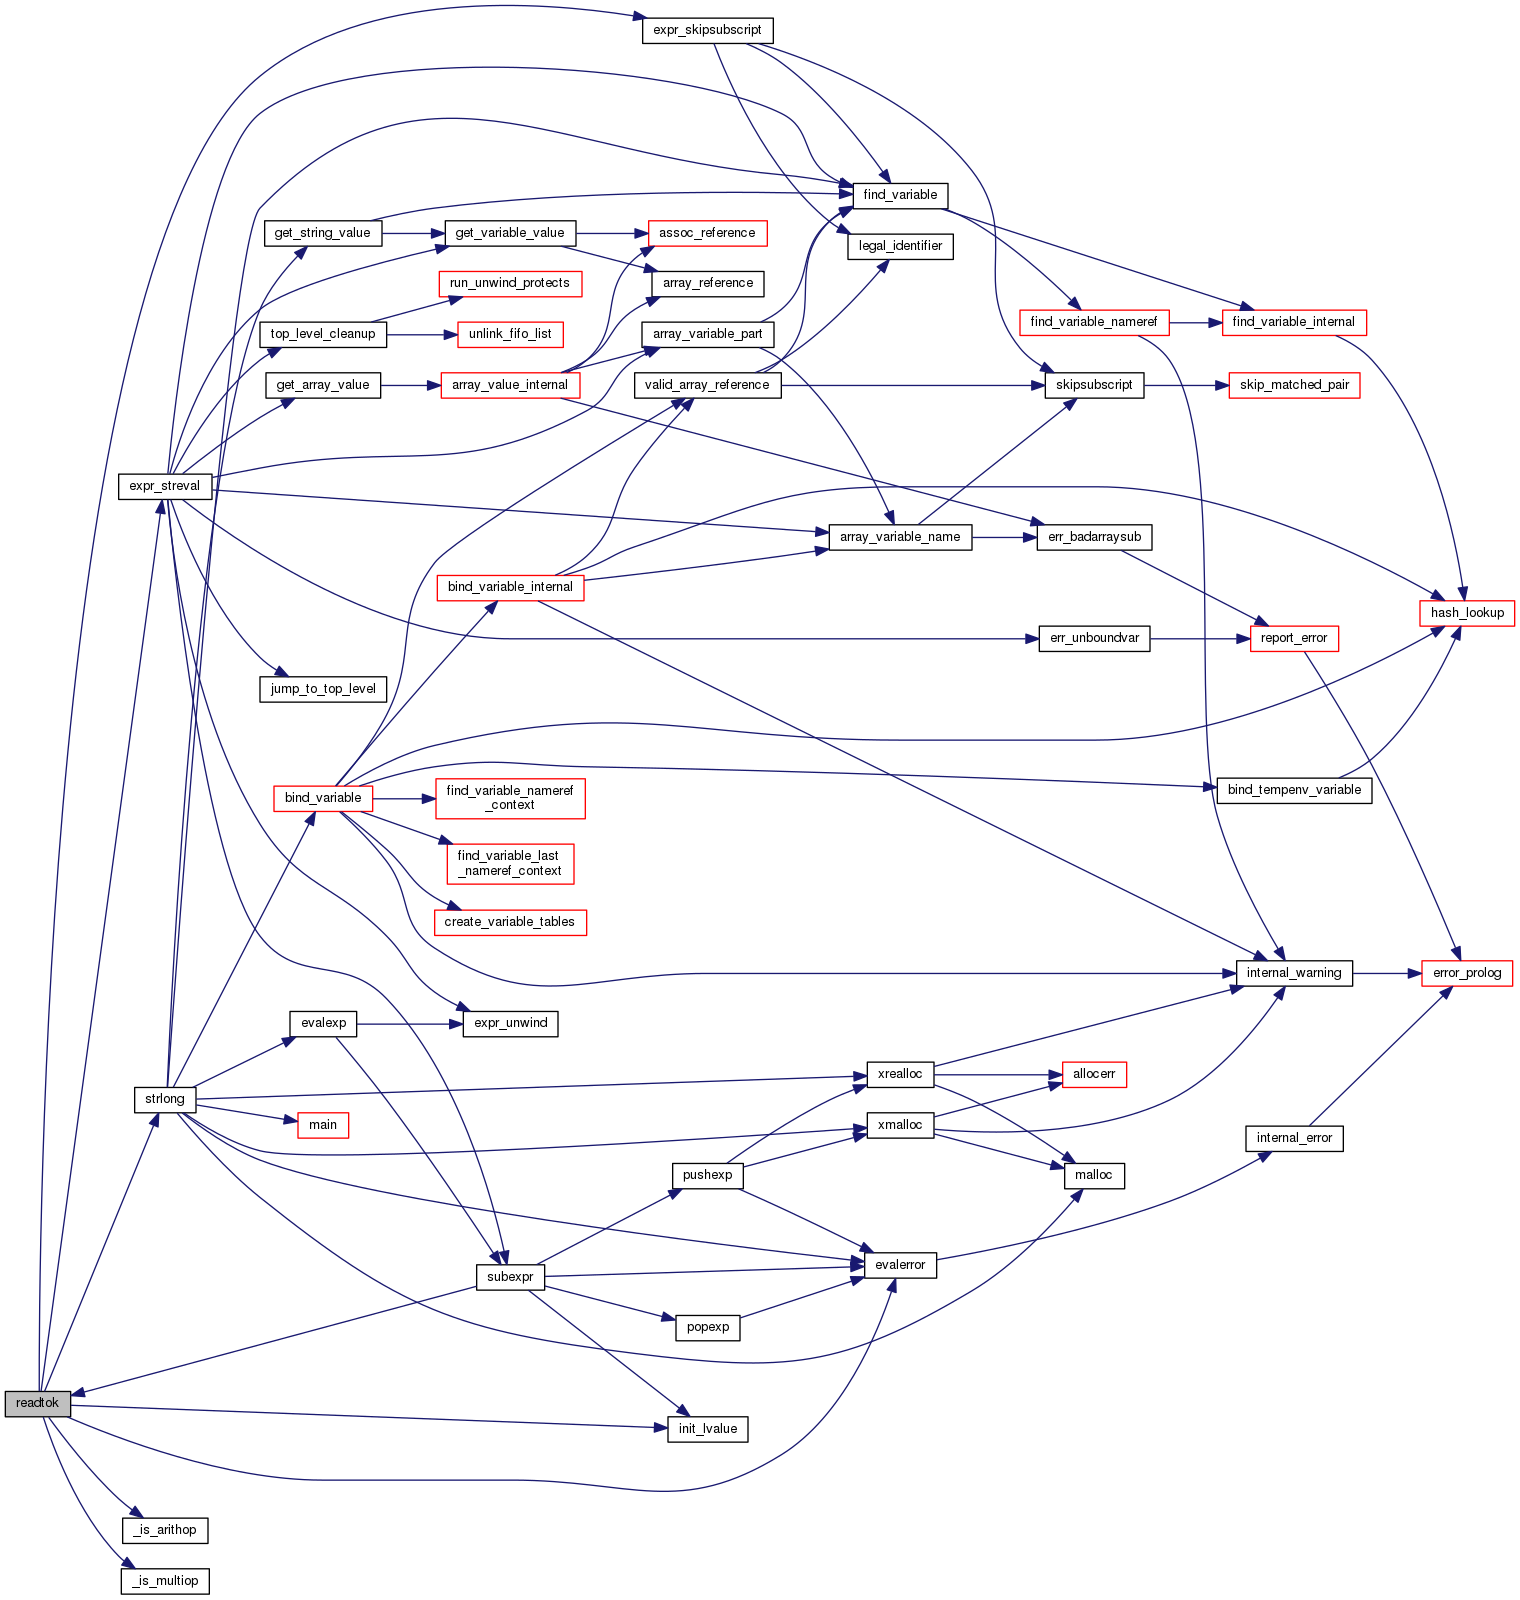 expr_skipsubscript
find_variable
get_string_value
get_variable_value
assoc_reference
legal_identifier
run_unwind_protects
array_reference
top_level_cleanup
unlink_fifo_list
array_variable_part
find_variable_nameref
find_variable_internal
get_array_value
array_value_internal
valid_array_reference
skipsubscript
skip_matched_pair
expr_streval
array_variable_name
err_badarraysub
bind_variable_internal
hash_lookup
err_unboundvar
report_error
jump_to_top_level
bind_variable
find_variable_nameref
_context
bind_tempenv_variable
find_variable_last
_nameref_context
create_variable_tables
internal_warning
error_prolog
evalexp
expr_unwind
strlong
xrealloc
allocerr
main
xmalloc
internal_error
pushexp
malloc
subexpr
evalerror
popexp
readtok
init_lvalue
_is_arithop
_is_multiop